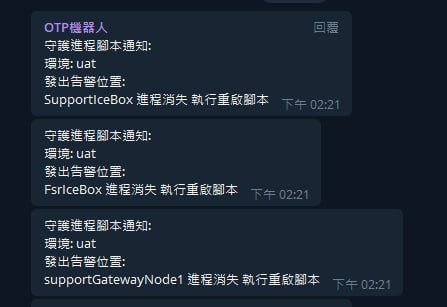 OTP機器人 回覆
守護進程腳本通知:
環境: uat
發出告警位置:
SupportIceBox 進程消失 執行重啟腳本 下午 02:21
守護進程腳本通知:
環境: uat
發出告警位置:
FsrIceBox 進程消失 執行重啟腳本 下午 02:21
守護進程腳本通知:
環境: uat
發出告警位置:
supportGatewayNode1 進程消失 執行重啟腳本 下午 02:21